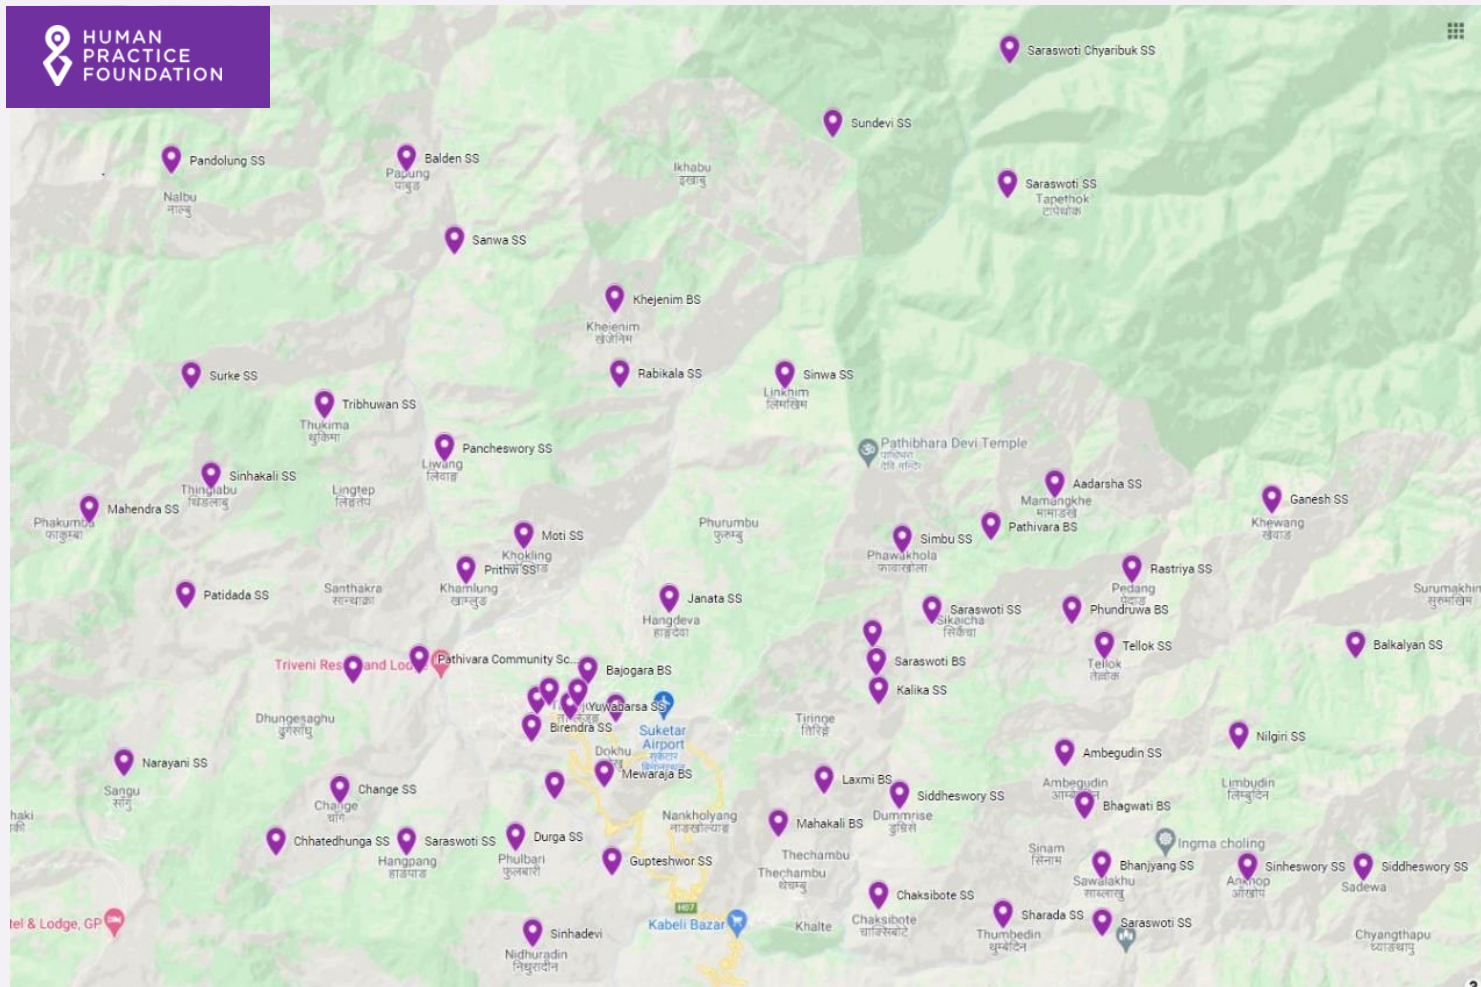 HUMAN
PRACTICE
FOUNDATION
Saraswoti Chyaribuk SS
Sundevi SS
Pandolung SS
Balden SS
Papung
पाबुङ
Ikhabu
इखाबु
Nalbu
नाल्बु
Saraswoti SS
Tapethok
टापेथोक
Sanwa SS
Khejenim BS
Khejenim
खेजेनिम
Surke SS
Rabikala SS
Sinwa SS
Linkhim
लिमखिम
Tribhuwan SS
Thukima
थुकिमा
Pancheswory SS
Liwang
लिवाङ
Pathibhara Devi Temple
Sinhakali SS
Thinglabu
थिङलाबु
Lingtep
लिङतेप
Aadarsha SS
Mamangkhe
मामाङखे
Ganesh SS
Khewang
खेवाङ
Mahendra SS
Phakumba
फाकुम्बा
Phurumbu
फुरुम्बु
Pathivara BS
Moti SS
Khokling
Simbu SS
Phawakhola
फावाखोला
Prithvi SS
Khamlung
खाम्लुङ
Rastriya SS
Pedang
पेदाङ
Patidada SS
Santhakra
सान्थाक्रा
Janata SS
Hangdeva
हाङदेवा
Saraswoti SS
Sikaicha
सिकैचा
Phundruwa BS
Surumakhim
सुरुमखिम
Tellok SS
Tellok
तेल्लोक
Balkalyan SS
Triveni Res
and Lod
Pathivara Community Sc...
Bajogara BS
Saraswoti BS
Kalika SS
Yuwabarsa SS
Birendra SS
Dhungesaghu
ढुंगेसाँघु
Suketar
Airport
Tiringe
तिरिङ्गे
Dokhu
Nilgiri SS
Narayani SS
Sangu
साँगु
Mewaraja BS
Ambegudin SS
Ambegudin
Laxmi BS
Limbudin
लिम्बुदिन
Change SS
Change
चाँगे
Siddheswory SS
Dummrise
दुम्रिसे
Bhagwati BS
haki
की
Nankholyang
नाङखोल्याङ
Mahakali BS
Chhatedhunga SS
Saraswoti SS
Hangpang
हाङपाङ
Durga SS
Phulbari
फुलबारी
Ingma choling
Sinam
सिनाम
Thechambu
Thechambu
थेचम्बु
Gupteshwor SS
Bhanjyang SS
Sawalakhu
साब्लाखु
Sinheswory SS
Ankhop
आँखोप
Siddheswory SS
Sadewa
Chaksibote SS
Chaksibote
चाक्सिबोटे
H07
Sharada SS
Thumbedin
थुम्बेदिन
Saraswoti SS
tel & Lodge, GP
Kabeli Bazar
Khalte
Sinhadevi
Nidhuradin
निधुरादीन
Chyangthapu
च्याङथापु